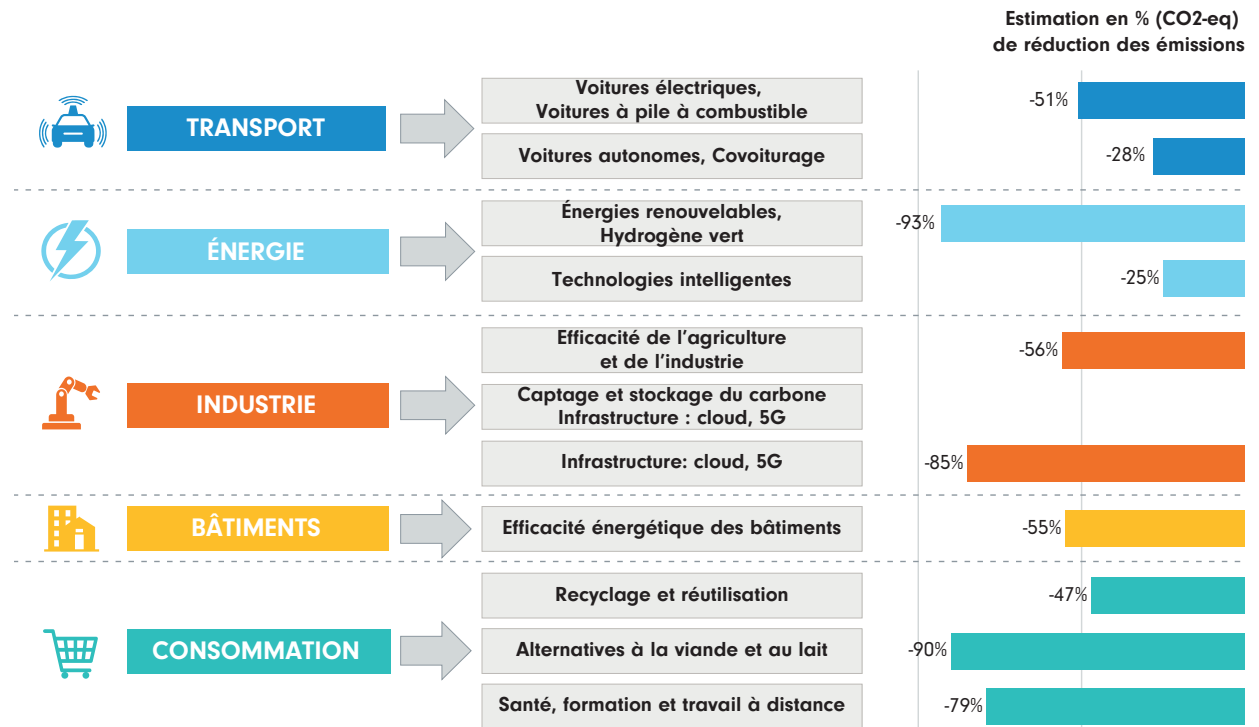 Estimation en % (CO2-eq)
de réduction des émissions
TRANSPORT
Voitures électriques,
Voitures à pile à combustible
-51%
Voitures autonomes, Covoiturage
-28%
ÉNERGIE
Énergies renouvelables,
Hydrogène vert
-93%
Technologies intelligentes
-25%
INDUSTRIE
Efficacité de l'agriculture
et de l'industrie
-56%
Captage et stockage du carbone
Infrastructure : cloud, 5G
Infrastructure: cloud, 5G
-85%
BÂTIMENTS
Efficacité énergétique des bâtiments
-55%
CONSOMMATION
Recyclage et réutilisation
-47%
Alternatives à la viande et au lait
-90%
Santé, formation et travail à distance
-79%